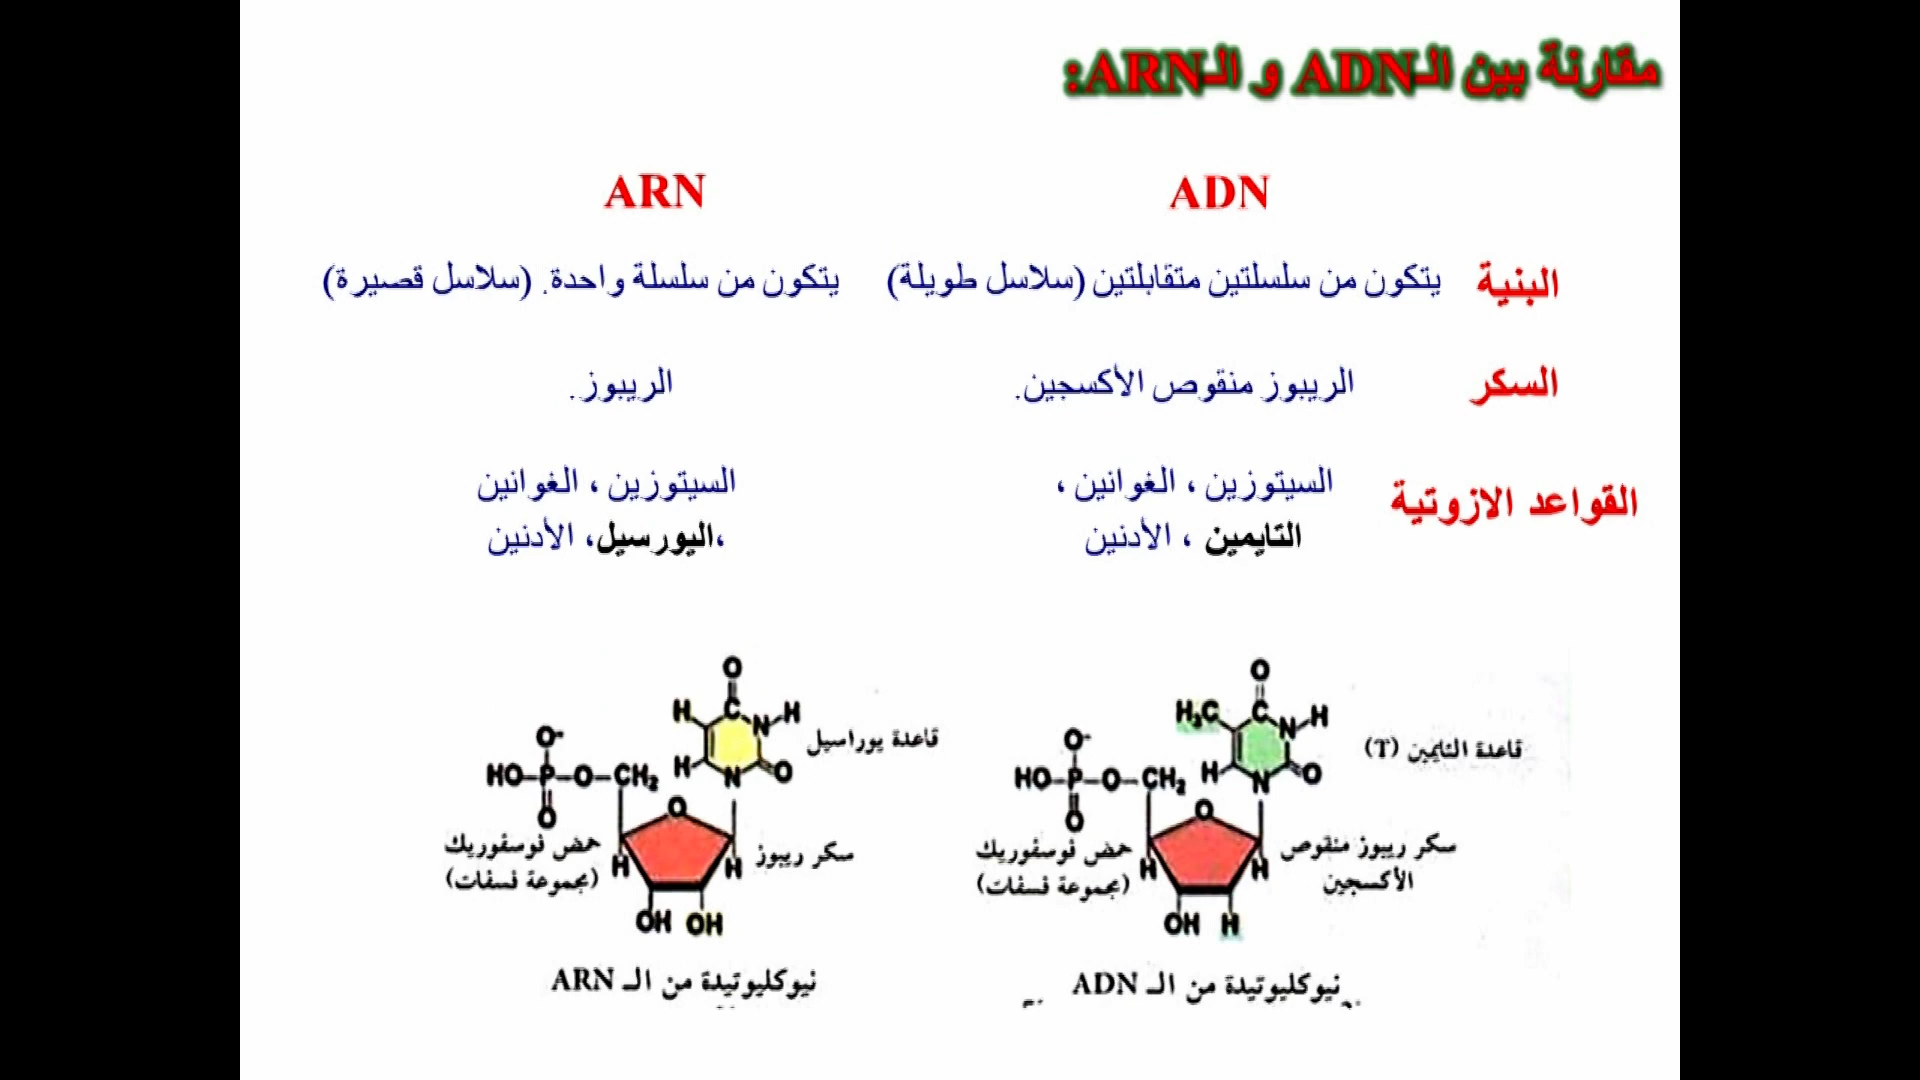 مقارنة بين الـADN و الـARN:
ADN
ARN
البنية
يتكون من سلسلتين متقابلتين (سلاسل طويلة)
يتكون من سلسلة واحدة. (سلاسل قصيرة)
السكر
الريبوز منقوص الأكسجين.
الريبوز.
القواعد الازوتية
السيتوزين ، الغوانين ،
التايمين ، الأدنين
السيتوزين ، الغوانين
،اليورسيل، الأدنين
O
H₃C C N H
H N O
قاعدة التايمين (T)
O-
HO-P-O-CH₂
O
O
H H
OH H
حمض فوسفوريك
(مجموعة فسفات)
سكر ريبوز منقوص
الأكسجين
نيوكليوتيدة من الـ ADN
O
H C N H
H N O
قاعدة يوراسيل
O-
HO-P-O-CH₂
O
O
H H
OH OH
حمض فوسفوريك
(مجموعة فسفات)
سكر ريبوز
نيوكليوتيدة من الـ ARN